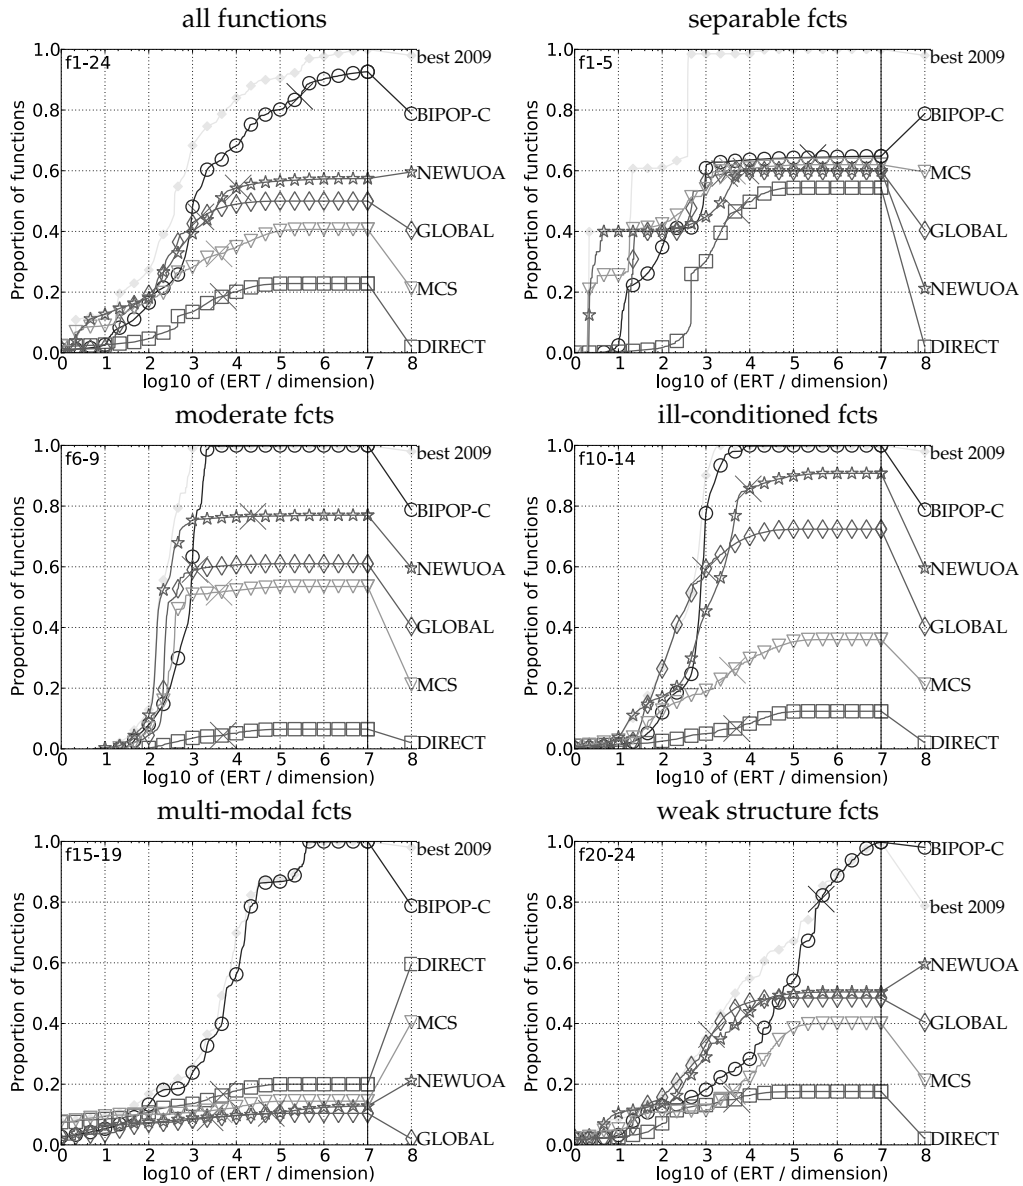 all functions
f1-24
Proportion of functions
1.0
0.8
0.6
0.4
0.2
0.0
0 1 2 3 4 5 6 7 8
log10 of (ERT / dimension)
best 2009
BIPOP-C
NEWUOA
GLOBAL
MCS
DIRECT
separable fcts
f1-5
Proportion of functions
1.0
0.8
0.6
0.4
0.2
0.0
0 1 2 3 4 5 6 7 8
log10 of (ERT / dimension)
best 2009
BIPOP-C
MCS
GLOBAL
NEWUOA
DIRECT
moderate fcts
f6-9
Proportion of functions
1.0
0.8
0.6
0.4
0.2
0.0
0 1 2 3 4 5 6 7 8
log10 of (ERT / dimension)
best 2009
BIPOP-C
NEWUOA
GLOBAL
MCS
DIRECT
ill-conditioned fcts
f10-14
Proportion of functions
1.0
0.8
0.6
0.4
0.2
0.0
0 1 2 3 4 5 6 7 8
log10 of (ERT / dimension)
best 2009
BIPOP-C
NEWUOA
GLOBAL
MCS
DIRECT
multi-modal fcts
f15-19
Proportion of functions
1.0
0.8
0.6
0.4
0.2
0.0
0 1 2 3 4 5 6 7 8
log10 of (ERT / dimension)
best 2009
BIPOP-C
DIRECT
MCS
NEWUOA
GLOBAL
weak structure fcts
f20-24
Proportion of functions
1.0
0.8
0.6
0.4
0.2
0.0
0 1 2 3 4 5 6 7 8
log10 of (ERT / dimension)
BIPOP-C
best 2009
NEWUOA
GLOBAL
MCS
DIRECT